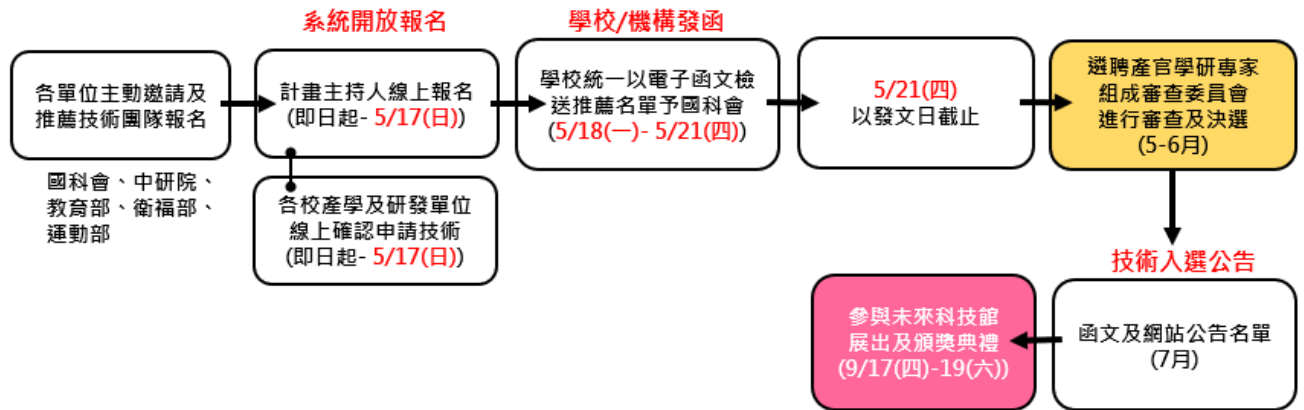 系統開放報名
學校/機構發函
各單位主動邀請及
推薦技術團隊報名
國科會、中研院、
教育部、衛福部、
運動部
計畫主持人線上報名
(即日起- 5/17(日))
各校產學及研發單位
線上確認申請技術
(即日起- 5/17(日))
學校統一以電子函文檢
送推薦名單予國科會
(5/18(一)- 5/21(四))
5/21(四)
以發文日截止
遴聘產官學研專家
組成審查委員會
進行審查及決選
(5-6月)
技術入選公告
函文及網站公告名單
(7月)
參與未來科技館
展出及頒獎典禮
(9/17(四)-19(六))